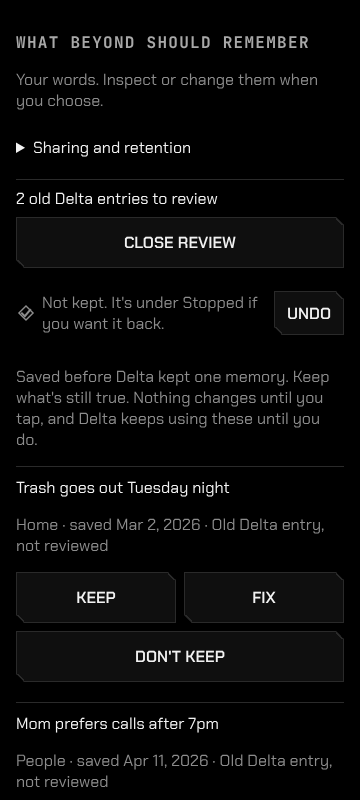 WHAT BEYOND SHOULD REMEMBER
Your words. Inspect or change them when
you choose.
Sharing and retention
2 old Delta entries to review
CLOSE REVIEW
Not kept. It's under Stopped if
you want it back.
UNDO
Saved before Delta kept one memory. Keep
what's still true. Nothing changes until you
tap, and Delta keeps using these until you
do.
Trash goes out Tuesday night
Home · saved Mar 2, 2026 · Old Delta entry,
not reviewed
KEEP
FIX
DON'T KEEP
Mom prefers calls after 7pm
People · saved Apr 11, 2026 · Old Delta entry,
not reviewed